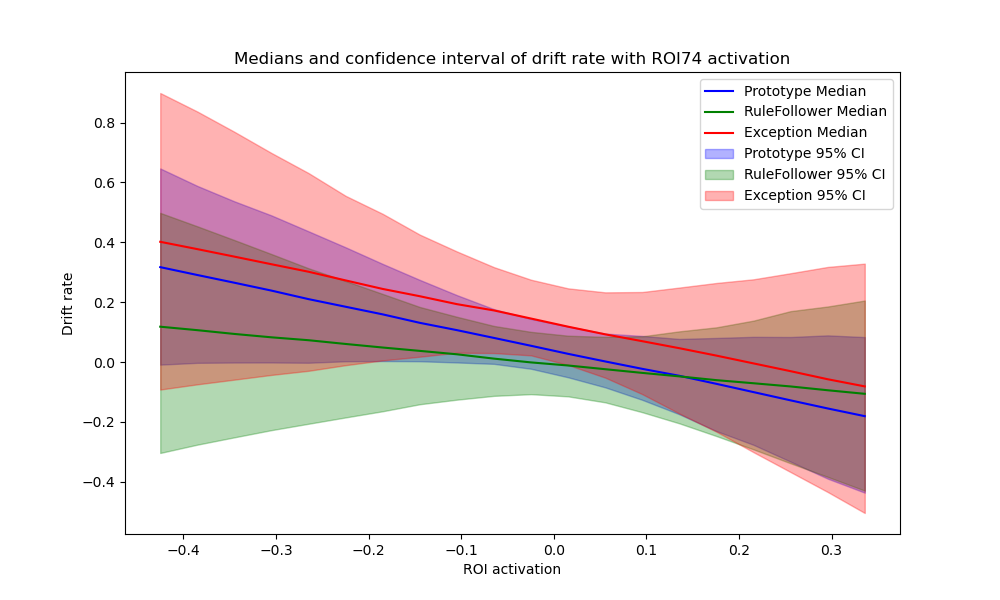 Medians and confidence interval of drift rate with ROI74 activation
Prototype Median
RuleFollower Median
Exception Median
Prototype 95% CI
RuleFollower 95% CI
Exception 95% CI
0.8
0.6
0.4
0.2
0.0
−0.2
−0.4
Drift rate
−0.4 −0.3 −0.2 −0.1 0.0 0.1 0.2 0.3
ROI activation